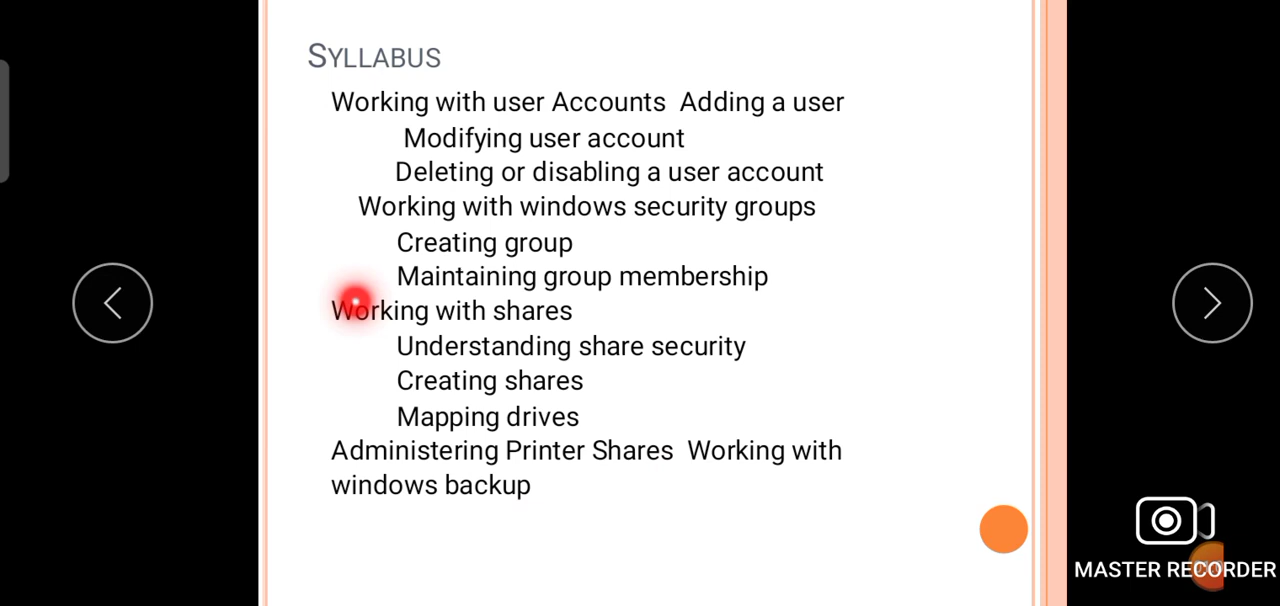 SYLLABUS
Working with user Accounts Adding a user
Modifying user account
Deleting or disabling a user account
Working with windows security groups
Creating group
Maintaining group membership
Working with shares
Understanding share security
Creating shares
Mapping drives
Administering Printer Shares Working with
windows backup
MASTER RECORDER